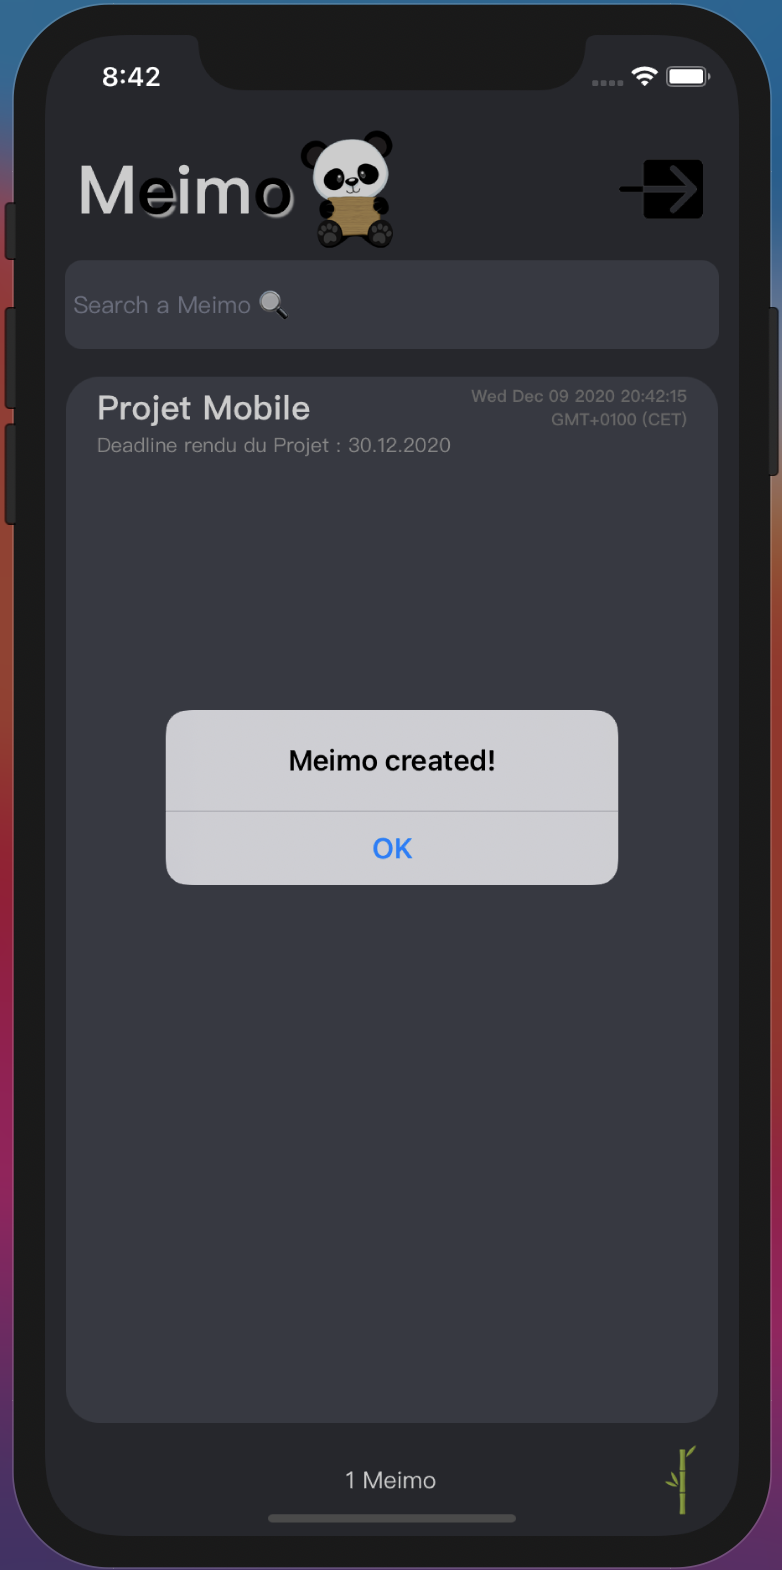 8:42
Meimo
Search a Meimo 🔍
Projet Mobile
Wed Dec 09 2020 20:42:15
GMT+0100 (CET)
Deadline rendu du Projet : 30.12.2020
Meimo created!
OK
1 Meimo